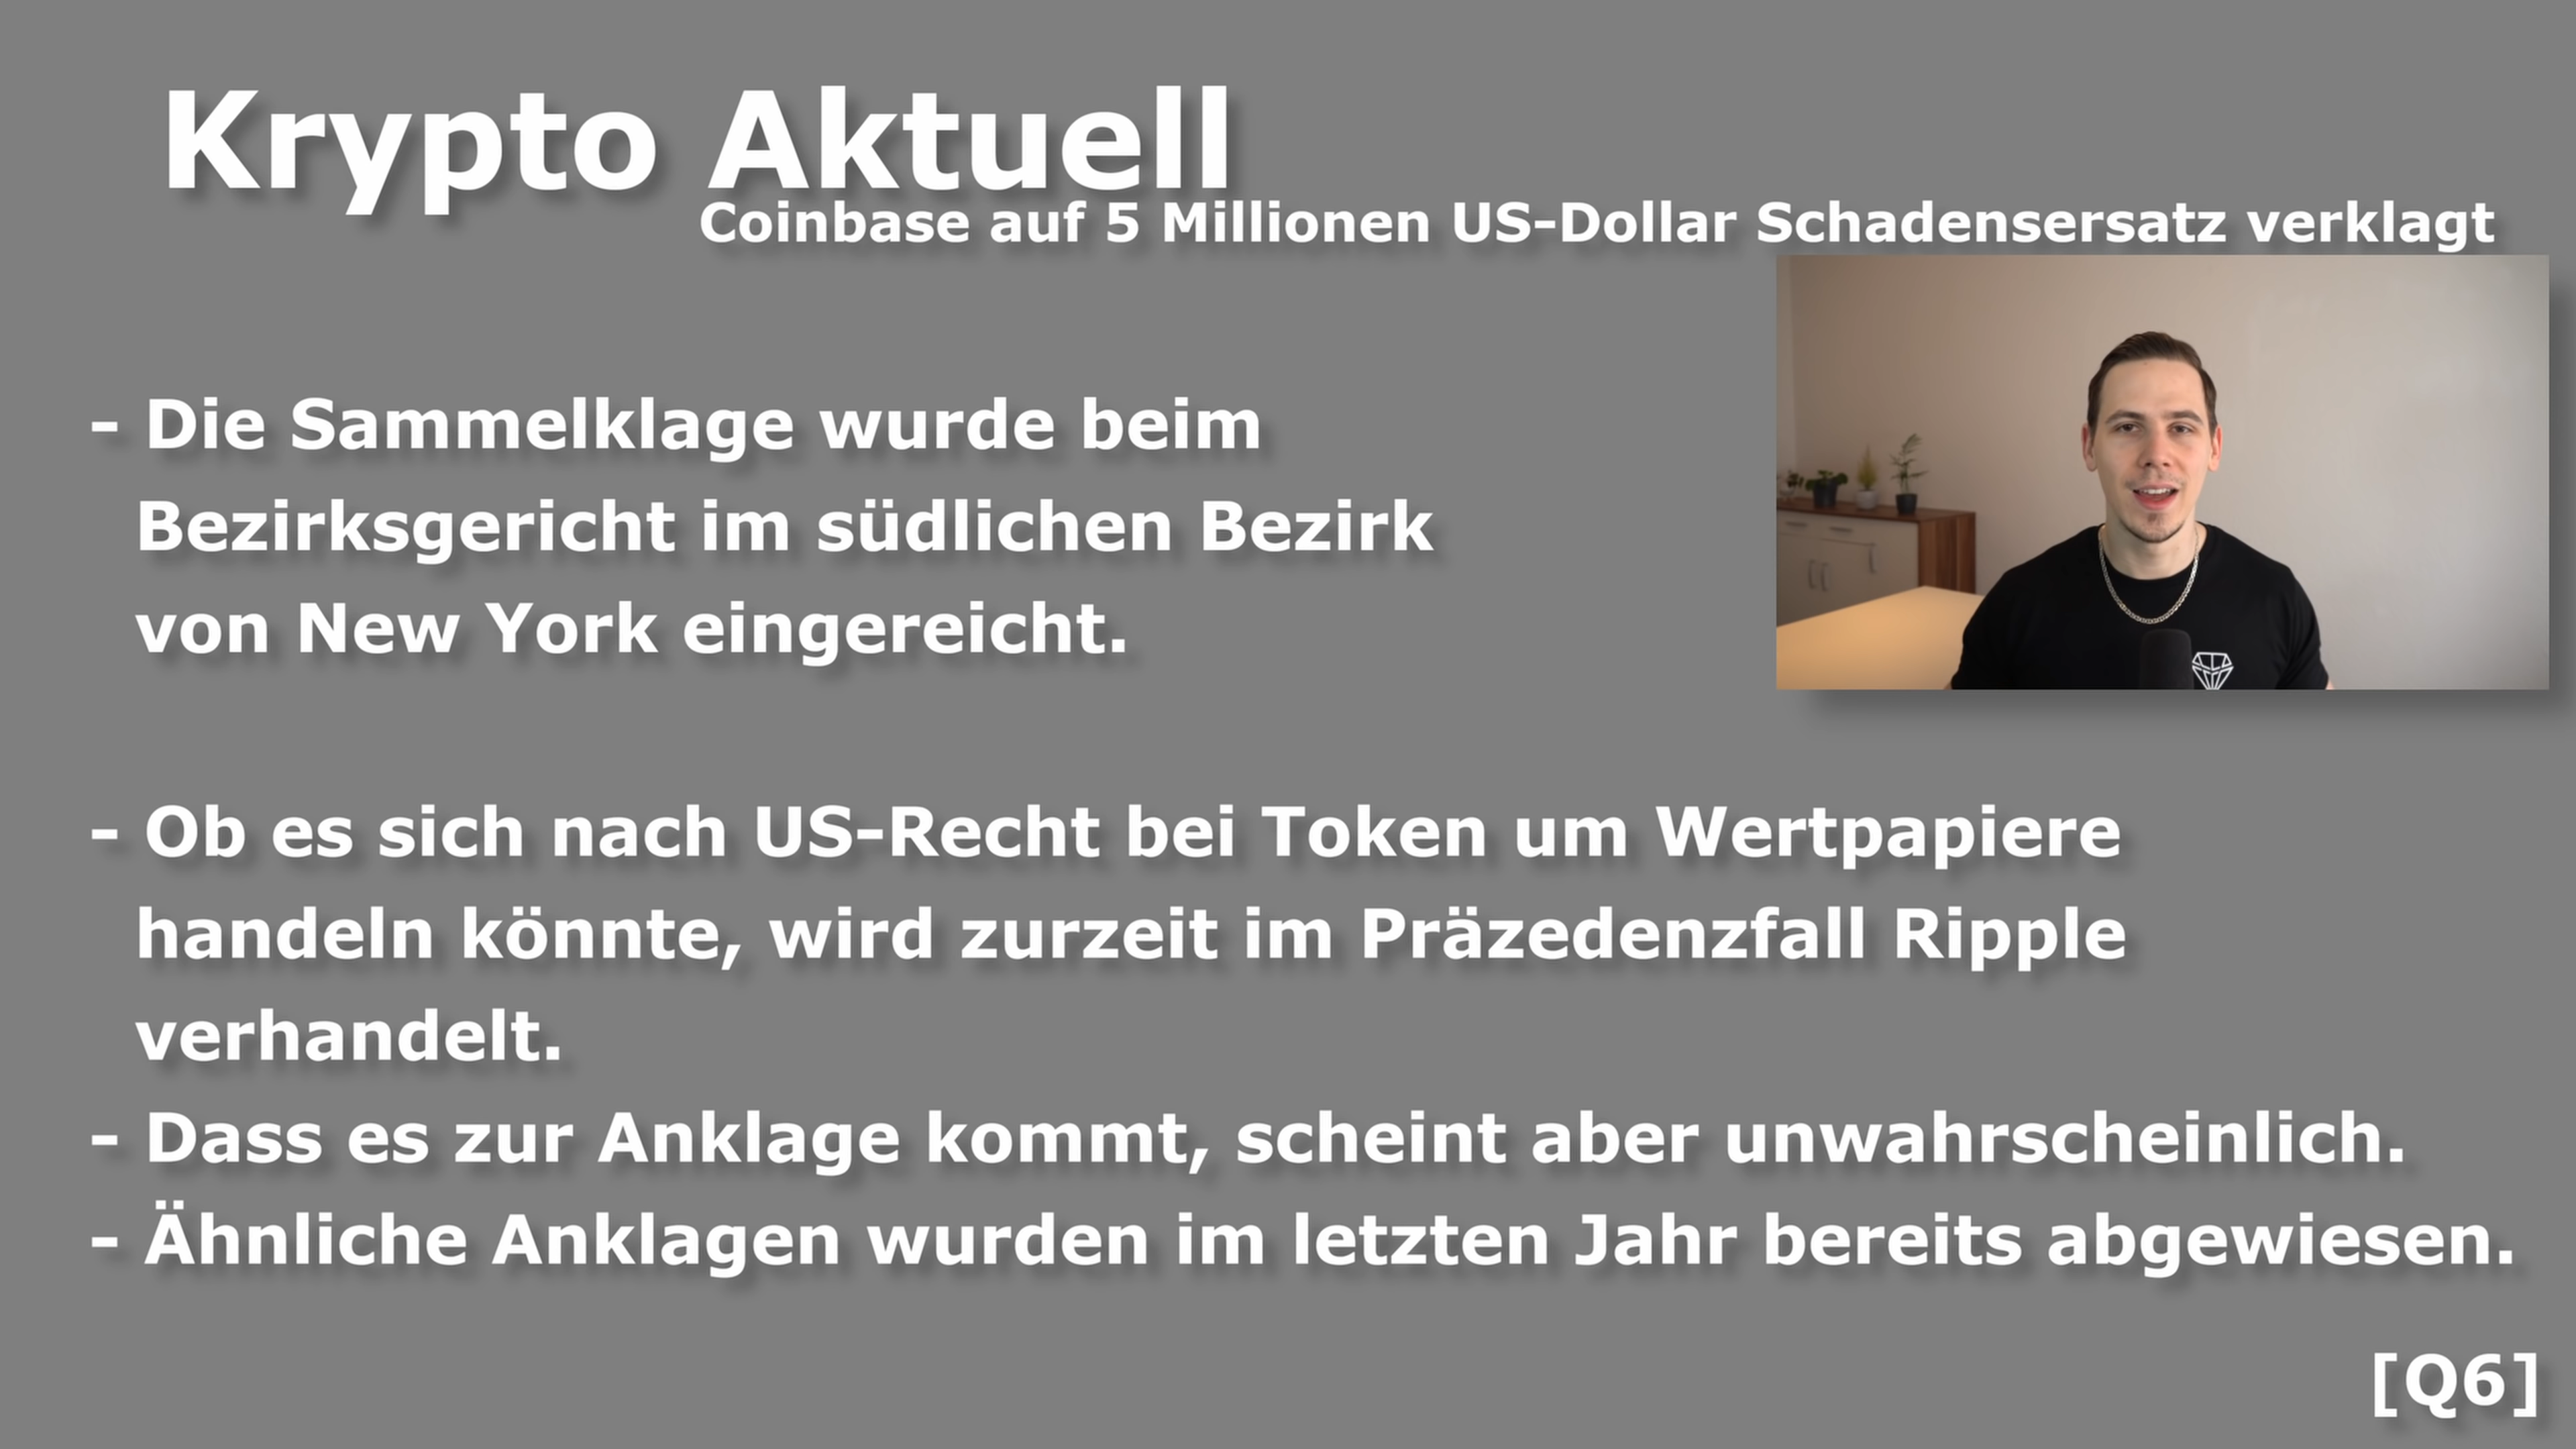 Krypto Aktuell
Coinbase auf 5 Millionen US-Dollar Schadensersatz verklagt
- Die Sammelklage wurde beim
Bezirksgericht im südlichen Bezirk
von New York eingereicht.
- Ob es sich nach US-Recht bei Token um Wertpapiere
handeln könnte, wird zurzeit im Präzedenzfall Ripple
verhandelt.
- Dass es zur Anklage kommt, scheint aber unwahrscheinlich.
- Ähnliche Anklagen wurden im letzten Jahr bereits abgewiesen.
[Q6]